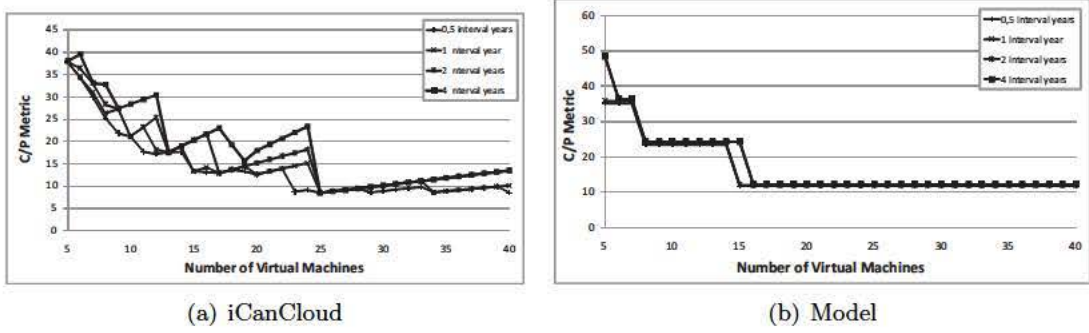 45
40
35
30
25
20
15
10
5
0
C/P Metric
5 10 15 20 25 30 35 40
Number of Virtual Machines
0,5 Interval years
1 nterval year
2 nterval years
4 nterval years
(a) iCanCloud
60
50
40
30
20
10
0
C/P Metric
5 10 15 20 25 30 35 40
Number of Virtual Machines
0,5 Interval years
1 Interval year
2 Interval years
4 Interval years
(b) Model